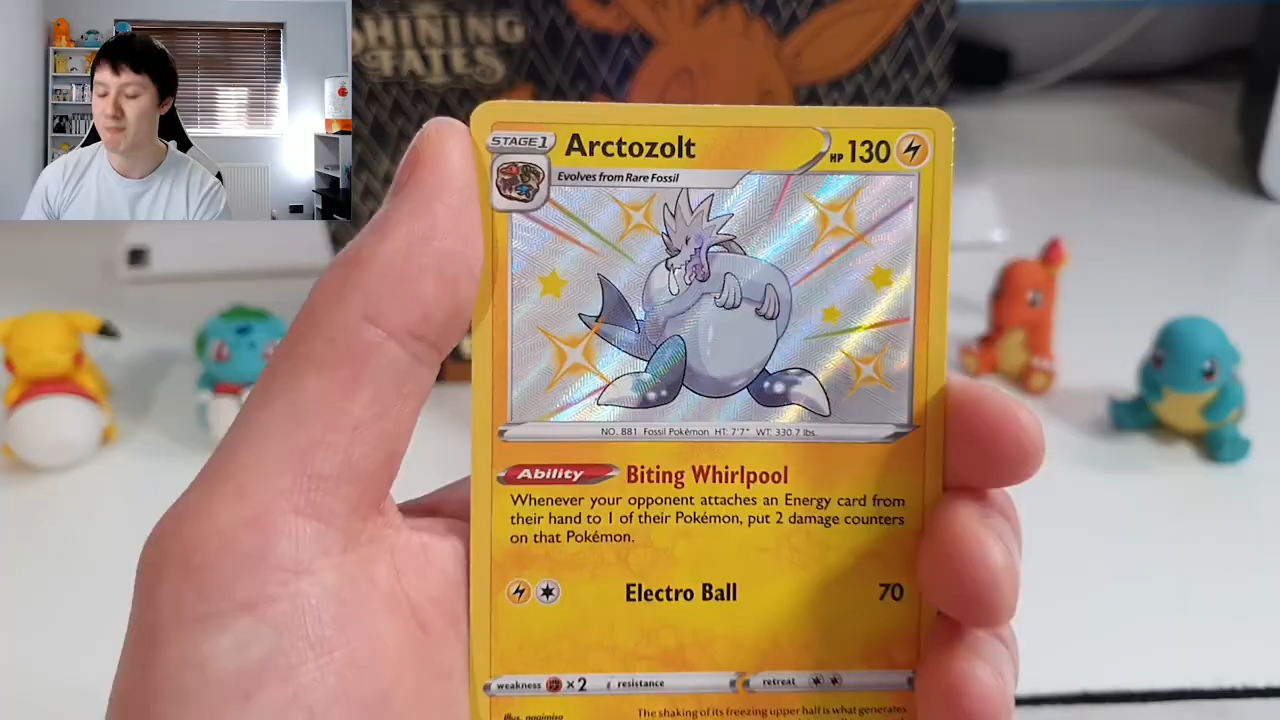 SHINING
FATES
STAGE 1
Arctozolt
HP 130
Evolves from Rare Fossil
NO. 881 Fossil Pokémon HT: 7'7" WT: 330.7 lbs.
Ability Biting Whirlpool
Whenever your opponent attaches an Energy card from
their hand to 1 of their Pokémon, put 2 damage counters
on that Pokémon.
Electro Ball 70
weakness ×2 resistance retreat
Illus. nagimiso
The shaking of its freezing upper half is what generates